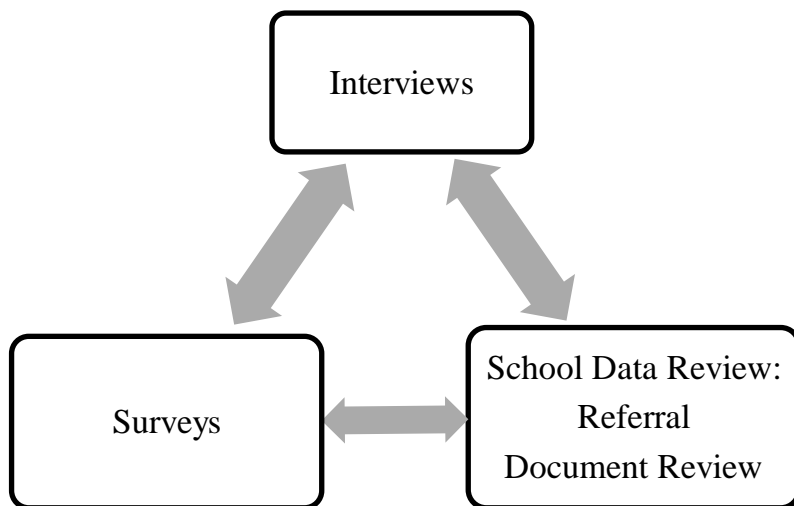 Interviews
Surveys
School Data Review:
Referral
Document Review